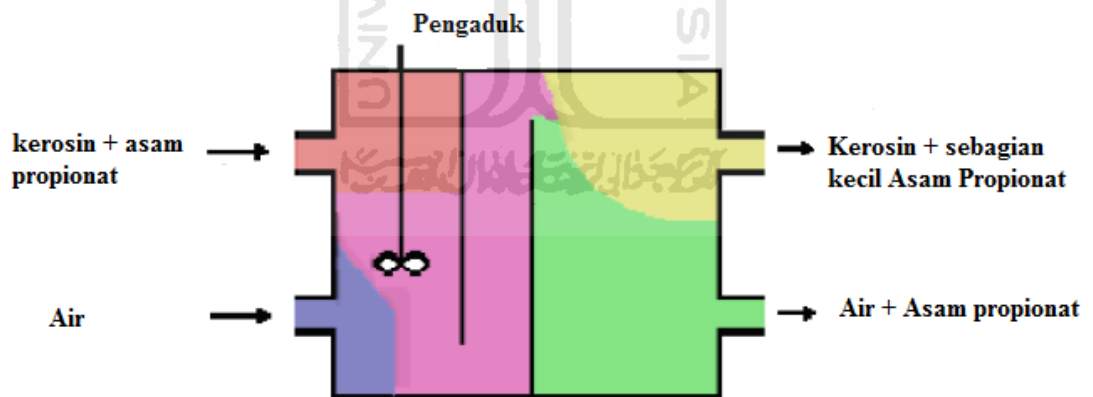 Pengaduk
kerosin + asam
propionat
Kerosin + sebagian
kecil Asam Propionat
Air
Air + Asam propionat